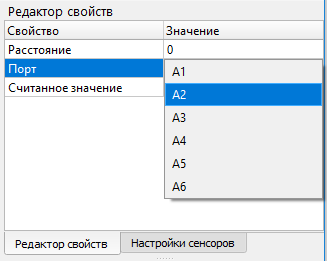 Редактор свойств
Свойство Значение
Расстояние 0
Порт
Считанное значение
A1
A2
A3
A4
A5
A6
Редактор свойств Настройки сенсоров